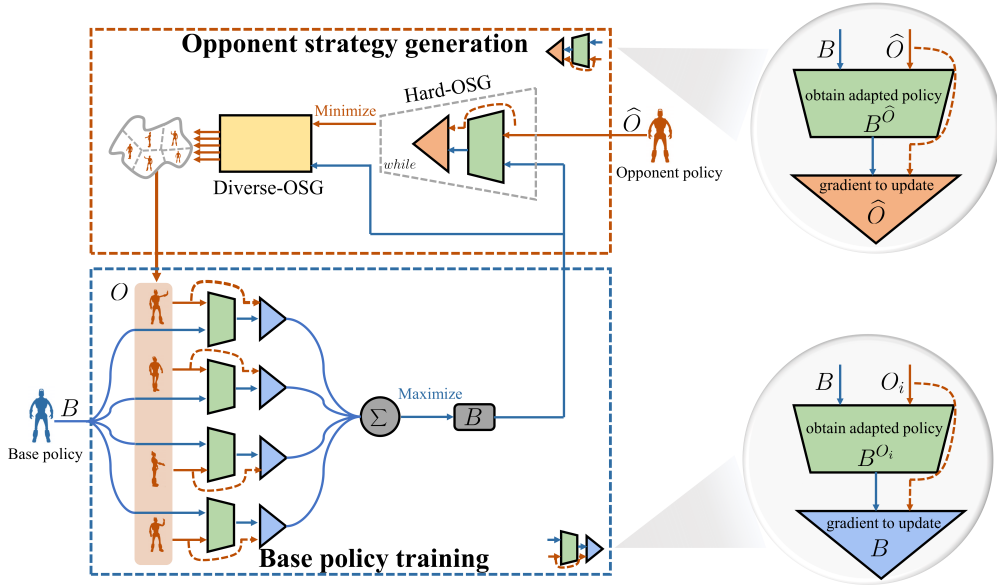 Opponent strategy generation
Hard-OSG
Minimize
while
Diverse-OSG
Ô
Opponent policy
O
B
Base policy
Σ
Maximize
B
Base policy training
B
Ô
obtain adapted policy
B^Ô
gradient to update
Ô
B
O_i
obtain adapted policy
B^{O_i}
gradient to update
B